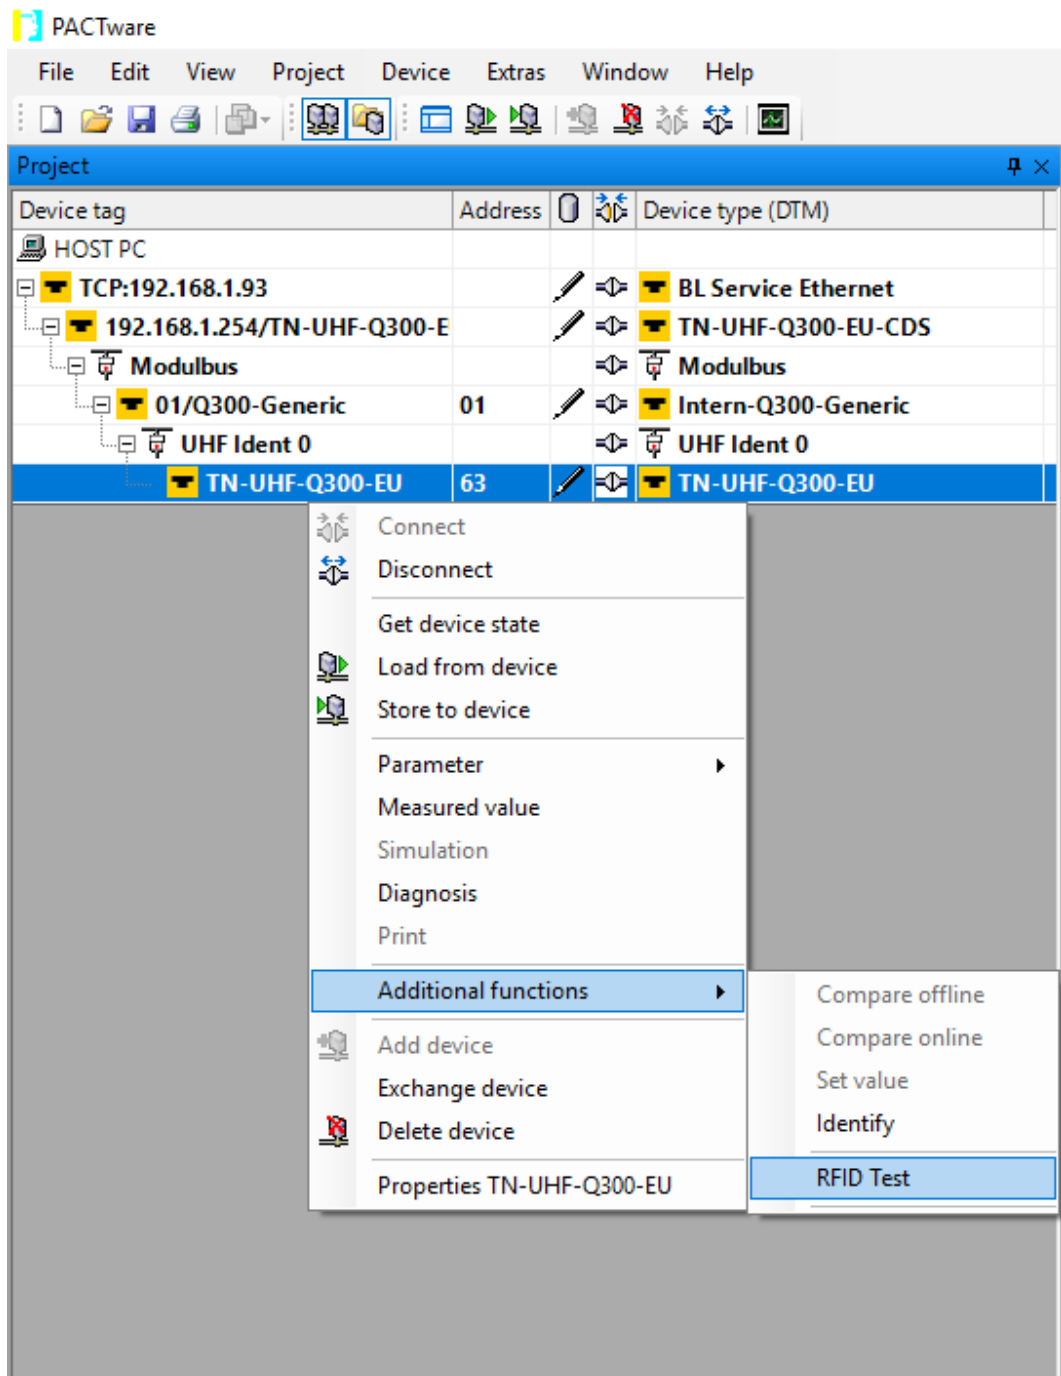 PACTware
File Edit View Project Device Extras Window Help
Project
Device tag Address Device type (DTM)
HOST PC
TCP:192.168.1.93 BL Service Ethernet
192.168.1.254/TN-UHF-Q300-E TN-UHF-Q300-EU-CDS
Modulbus Modulbus
01/Q300-Generic 01 Intern-Q300-Generic
UHF Ident 0 UHF Ident 0
TN-UHF-Q300-EU 63 TN-UHF-Q300-EU
Connect
Disconnect
Get device state
Load from device
Store to device
Parameter
Measured value
Simulation
Diagnosis
Print
Additional functions
Add device
Exchange device
Delete device
Properties TN-UHF-Q300-EU
Compare offline
Compare online
Set value
Identify
RFID Test